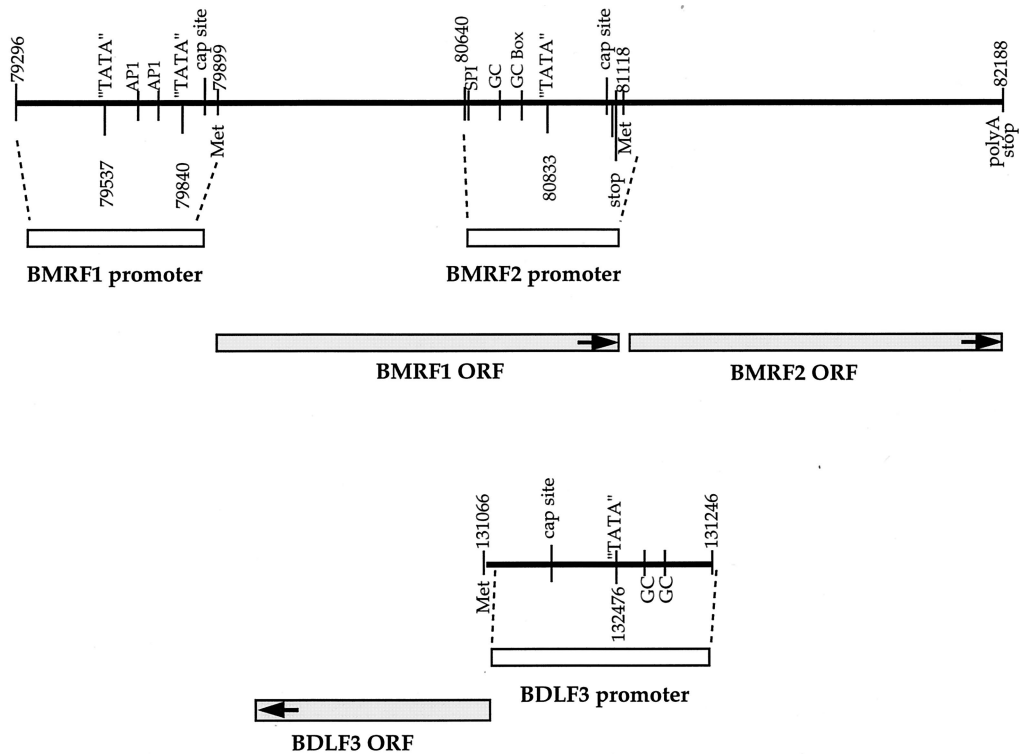 79296
"TATA"
AP1
AP1
"TATA"
cap site
79899
80640
SPI
GC
GC Box
"TATA"
cap site
81118
82188
79537
79840
Met
80833
stop
Met
polyA
stop
BMRF1 promoter
BMRF2 promoter
BMRF1 ORF
BMRF2 ORF
131066
cap site
"TATA"
131246
Met
132476
GC
GC
BDLF3 promoter
BDLF3 ORF